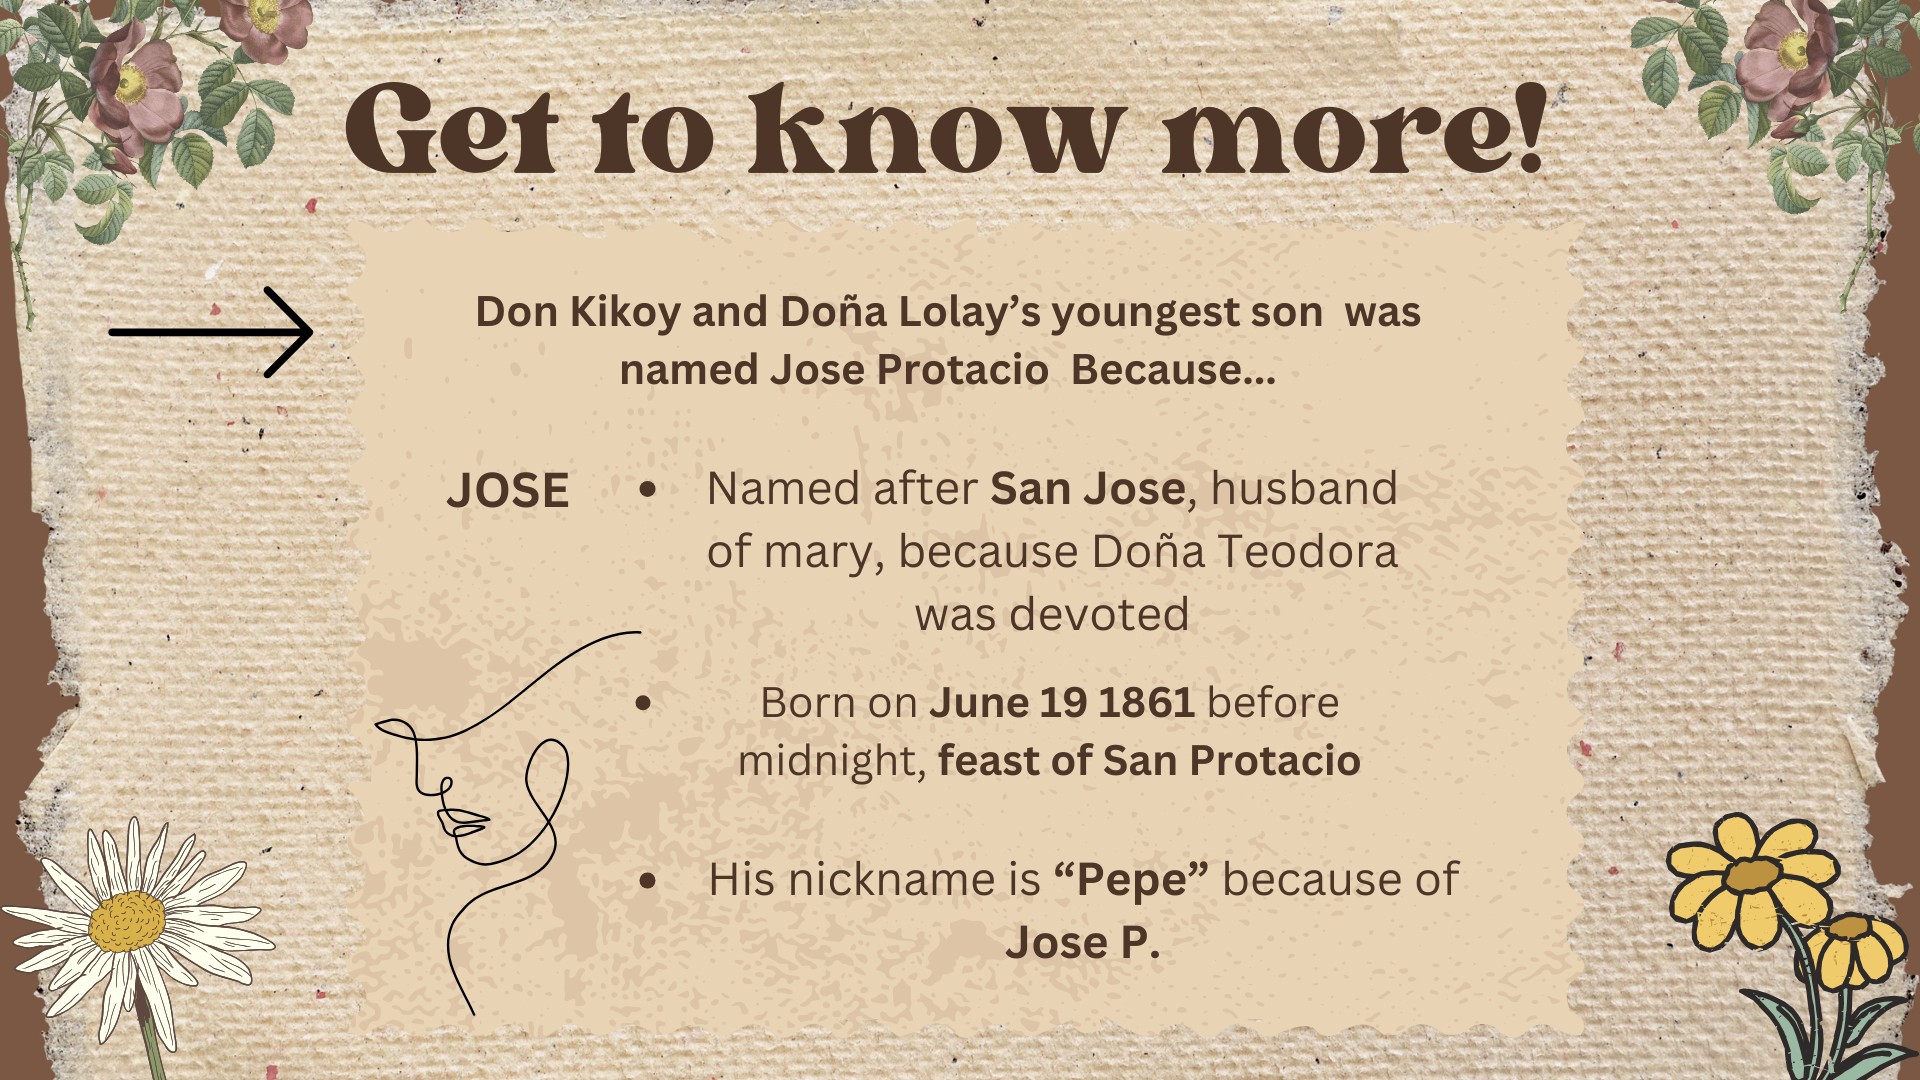 Get to know more!
Don Kikoy and Doña Lolay’s youngest son was
named Jose Protacio Because...
JOSE
• Named after San Jose, husband
of mary, because Doña Teodora
was devoted
• Born on June 19 1861 before
midnight, feast of San Protacio
• His nickname is “Pepe” because of
Jose P.